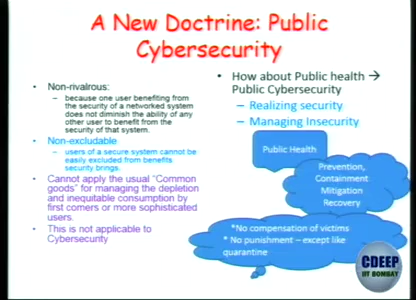 A New Doctrine: Public
Cybersecurity
• Non-rivalrous:
– because one user benefiting from
the security of a networked system
does not diminish the ability of any
other user to benefit from the
security of that system.
• Non-excludable
– users of a secure system cannot be
easily excluded from benefits
security brings.
• Cannot apply the usual "Common
goods" for managing the depletion
and inequitable consumption by
first comers or more sophisticated
users.
• This is not applicable to
Cybersecurity
• How about Public health →
Public Cybersecurity
– Realizing security
– Managing Insecurity
Public Health
Prevention,
Containment
Mitigation
Recovery
*No compensation of victims
* No punishment – except like
quarantine
CDEEP
IIT BOMBAY